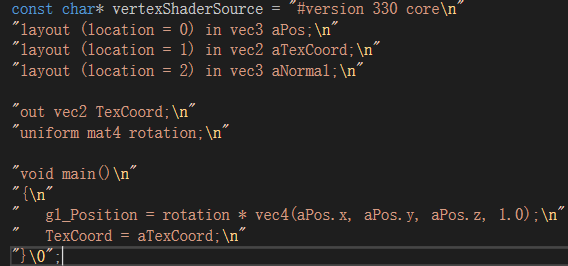 const char* vertexShaderSource = "#version 330 core\n"
"layout (location = 0) in vec3 aPos;\n"
"layout (location = 1) in vec2 aTexCoord;\n"
"layout (location = 2) in vec3 aNormal;\n"
"out vec2 TexCoord;\n"
"uniform mat4 rotation;\n"
"void main()\n"
"{\n"
"   gl_Position = rotation * vec4(aPos.x, aPos.y, aPos.z, 1.0);\n"
"   TexCoord = aTexCoord;\n"
"}\0";